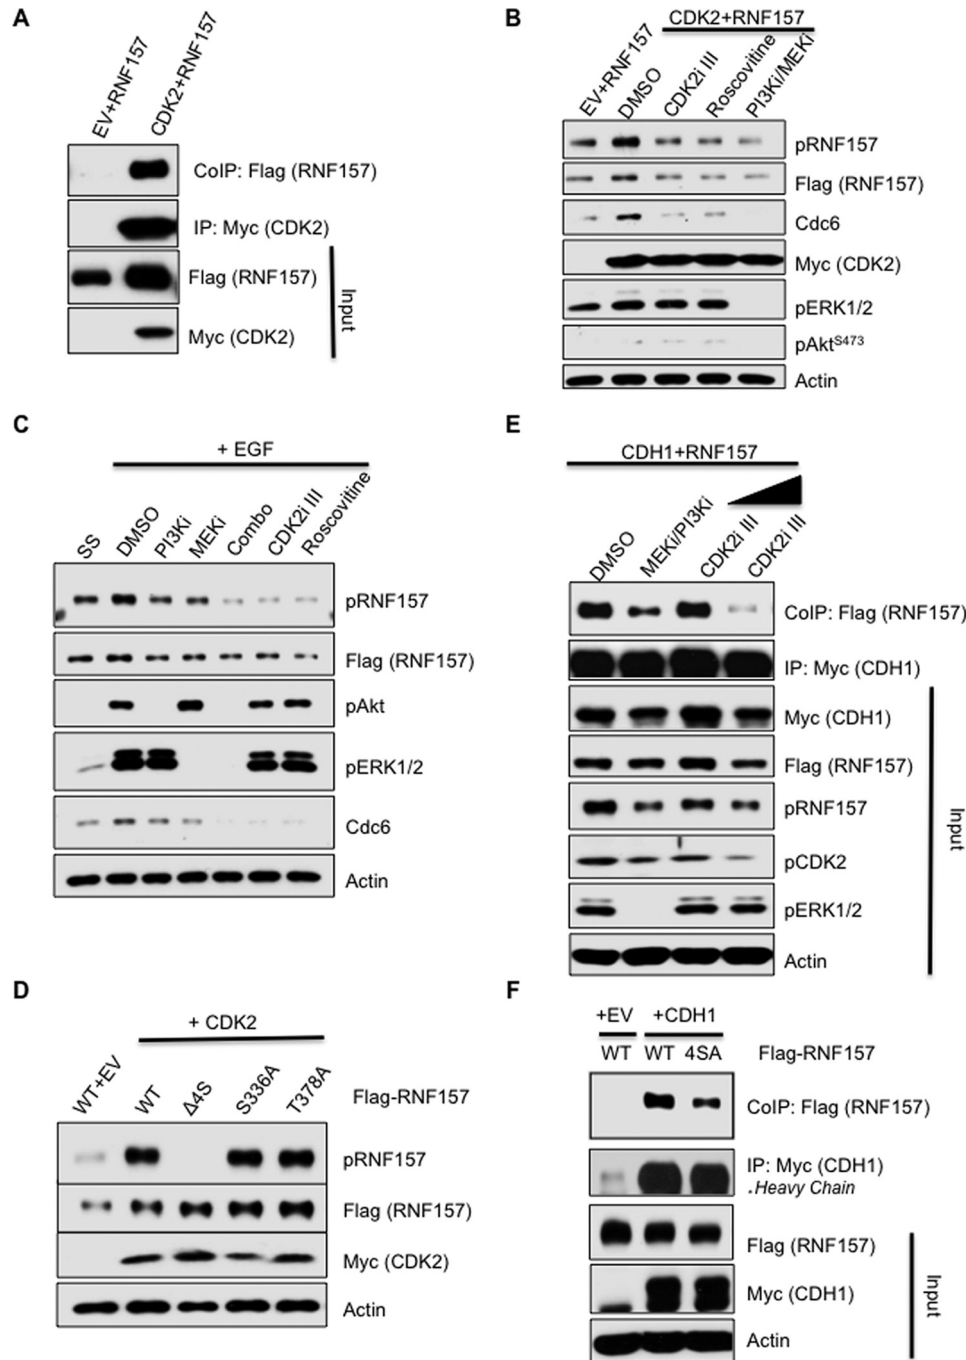 A
EV+RNF157
CDK2+RNF157
CoIP: Flag (RNF157)
IP: Myc (CDK2)
Flag (RNF157)
Myc (CDK2)
Input
B
CDK2+RNF157
EV+RNF157
DMSO
CDK2i III
Roscovitine
PI3Ki/MEKi
pRNF157
Flag (RNF157)
Cdc6
Myc (CDK2)
pERK1/2
pAktS473
Actin
C
+ EGF
SS
DMSO
PI3Ki
MEKi
Combo
CDK2i III
Roscovitine
pRNF157
Flag (RNF157)
pAkt
pERK1/2
Cdc6
Actin
E
CDH1+RNF157
DMSO
MEKi/PI3Ki
CDK2i III
CDK2i III
CoIP: Flag (RNF157)
IP: Myc (CDH1)
Myc (CDH1)
Flag (RNF157)
pRNF157
pCDK2
pERK1/2
Actin
Input
D
+ CDK2
WT+EV
WT
Δ4S
S336A
T378A
Flag-RNF157
pRNF157
Flag (RNF157)
Myc (CDK2)
Actin
F
+EV +CDH1
WT WT 4SA Flag-RNF157
CoIP: Flag (RNF157)
IP: Myc (CDH1)
.Heavy Chain
Flag (RNF157)
Myc (CDH1)
Actin
Input